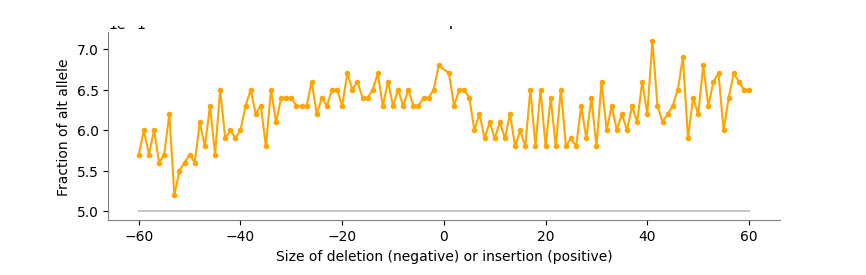 7.0
6.5
6.0
5.5
5.0
Fraction of alt allele
−60 −40 −20 0 20 40 60
Size of deletion (negative) or insertion (positive)